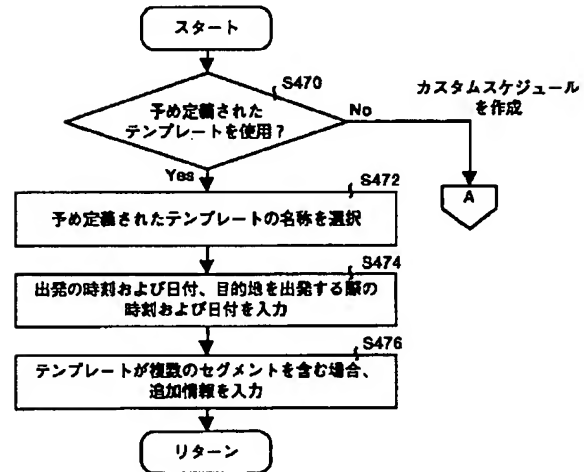 スタート
S470
予め定義された
テンプレートを使用?
No
カスタムスケジュール
を作成
A
Yes
S472
予め定義されたテンプレートの名称を選択
S474
出発の時刻および日付、目的地を出発する際の
時刻および日付を入力
S476
テンプレートが複数のセグメントを含む場合、
追加情報を入力
リターン